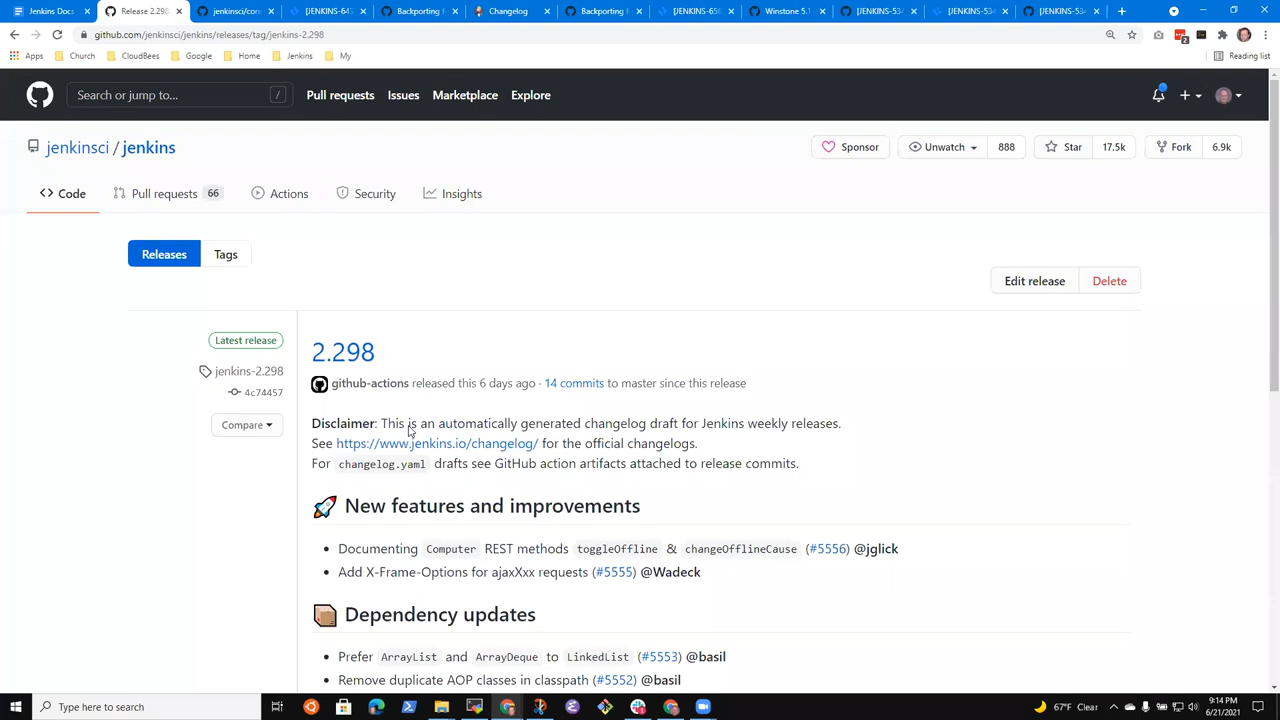 Jenkins Docs
Release 2.298
jenkinsci/core
[JENKINS-643
Backporting F
Changelog
Backporting F
[JENKINS-656
Winstone 5.1
[JENKINS-534
[JENKINS-534
[JENKINS-534
github.com/jenkinsci/jenkins/releases/tag/jenkins-2.298
2
Apps
Church
CloudBees
Google
Home
Jenkins
My
Reading list
Search or jump to...
/
Pull requests
Issues
Marketplace
Explore
jenkinsci / jenkins
Sponsor
Unwatch
888
Star
17.5k
Fork
6.9k
Code
Pull requests 66
Actions
Security
Insights
Releases
Tags
Edit release
Delete
Latest release
2.298
jenkins-2.298
github-actions released this 6 days ago · 14 commits to master since this release
4c74457
Compare
Disclaimer: This is an automatically generated changelog draft for Jenkins weekly releases.
See https://www.jenkins.io/changelog/ for the official changelogs.
For changelog.yaml drafts see GitHub action artifacts attached to release commits.
New features and improvements
Documenting Computer REST methods toggleOffline & changeOfflineCause (#5556) @jglick
Add X-Frame-Options for ajaxXxx requests (#5555) @Wadeck
Dependency updates
Prefer ArrayList and ArrayDeque to LinkedList (#5553) @basil
Remove duplicate AOP classes in classpath (#5552) @basil
Type here to search
67°F Clear
9:14 PM
6/21/2021